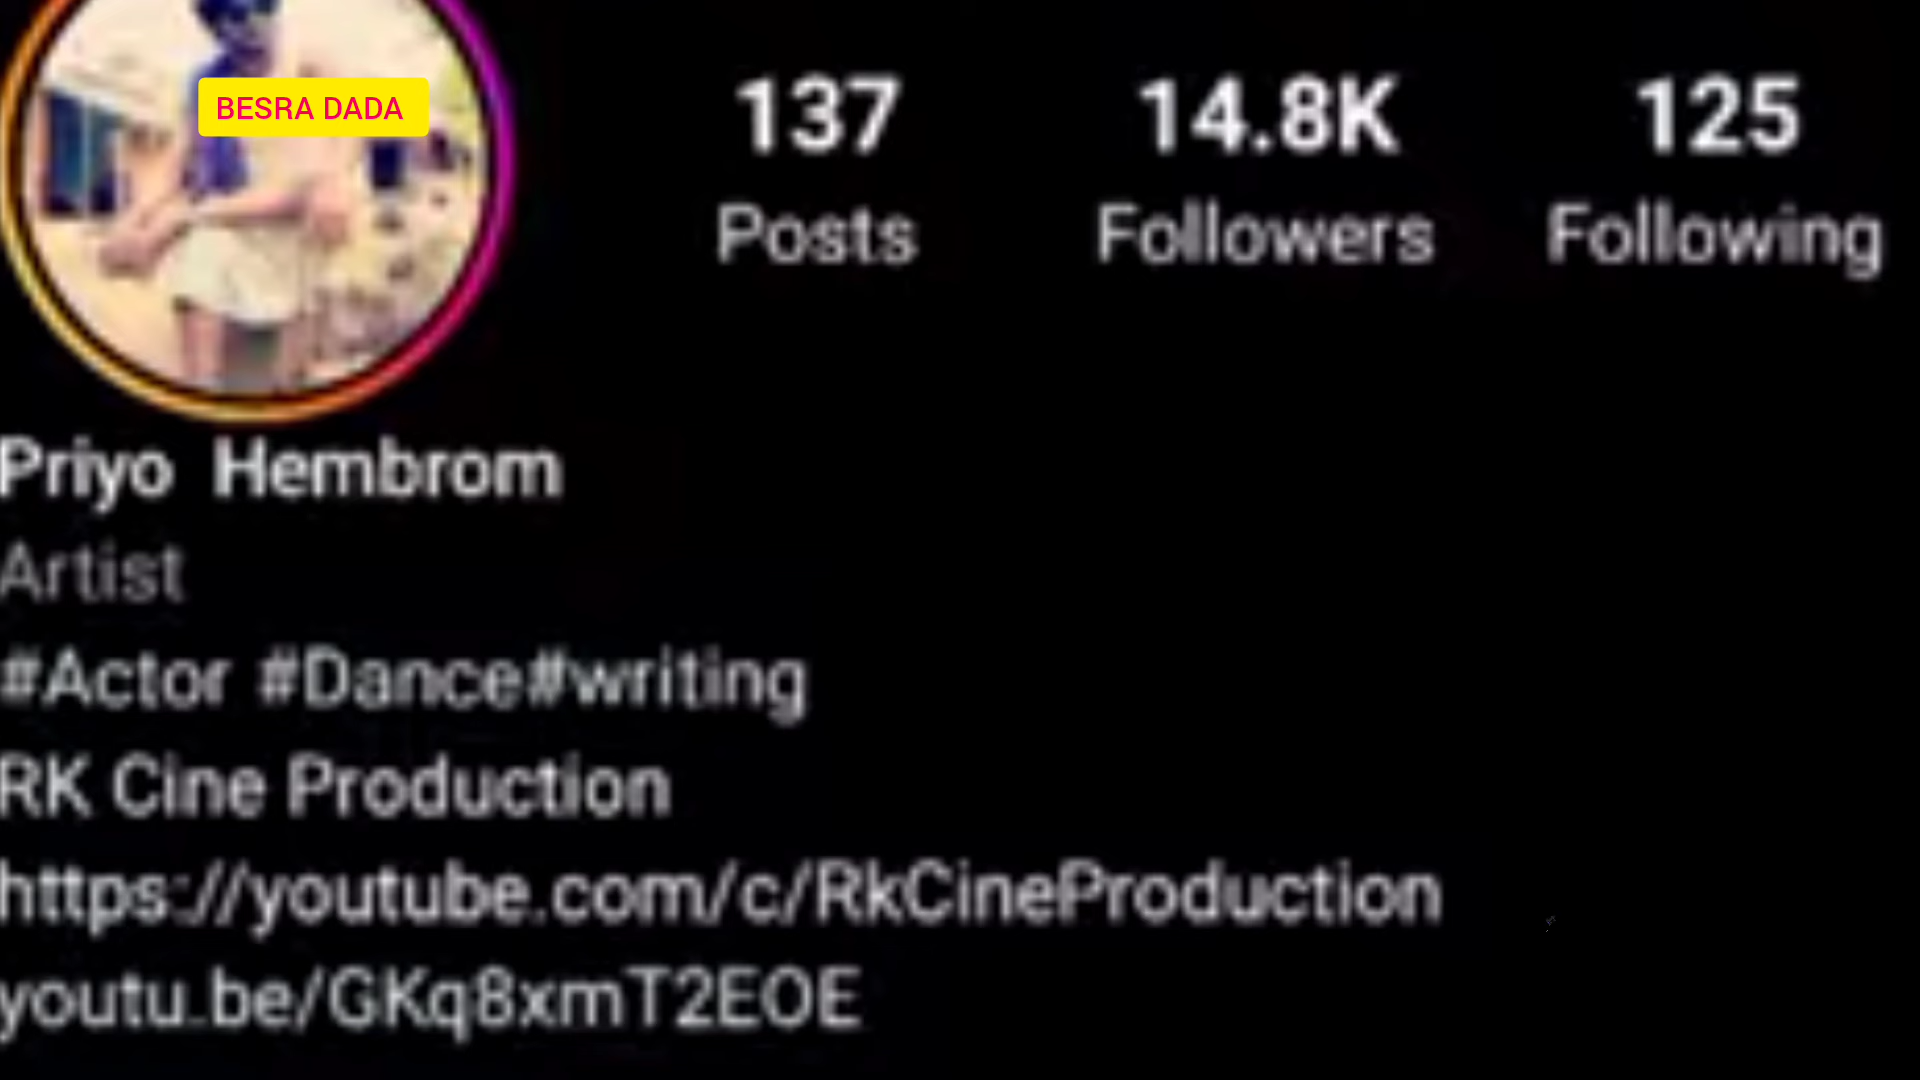 BESRA DADA
137 14.8K 125
Posts Followers Following
Priyo Hembrom
Artist
#Actor #Dance#writing
RK Cine Production
https://youtube.com/c/RkCineProduction
youtu.be/GKq8xmT2EOE